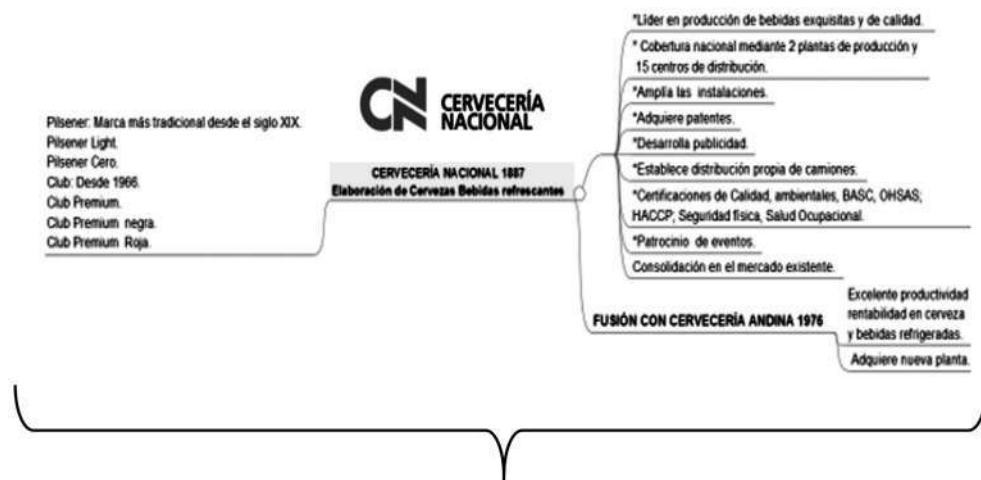 Pilsener: Marca más tradicional desde el siglo XIX.
Pilsener Light.
Pilsener Cero.
Club: Desde 1966.
Club Premium.
Club Premium negra.
Club Premium Roja.
CN CERVECERÍA
NACIONAL
CERVECERÍA NACIONAL 1887
Elaboración de Cervezas Bebidas refrescantes
*Líder en producción de bebidas exquisitas y de calidad.
* Cobertura nacional mediante 2 plantas de producción y
15 centros de distribución.
*Amplía las instalaciones.
*Adquiere patentes.
*Desarrolla publicidad.
*Establece distribución propia de camiones.
*Certificaciones de Calidad, ambientales, BASC, OHSAS;
HACCP; Seguridad física, Salud Ocupacional.
*Patrocinio de eventos.
Consolidación en el mercado existente.
FUSIÓN CON CERVECERÍA ANDINA 1976
Excelente productividad
rentabilidad en cerveza
y bebidas refrigeradas.
Adquiere nueva planta.